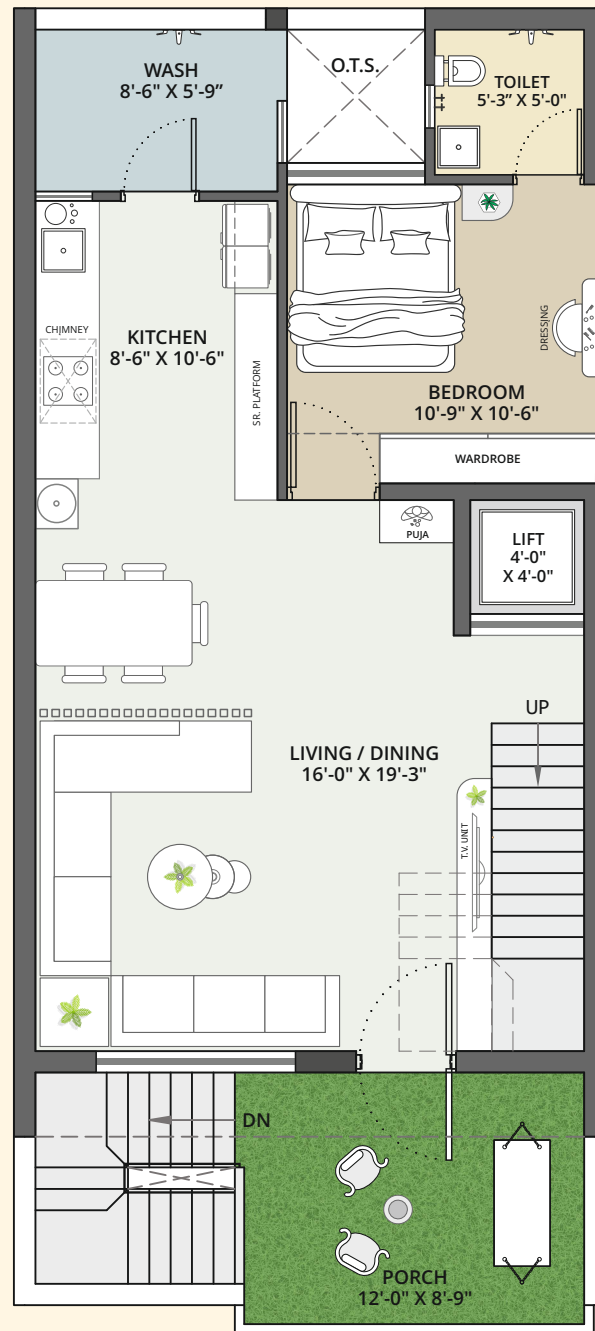 WASH
8'-6" X 5'-9”
O.T.S.
TOILET
5'-3” X 5'-0"
CHIMNEY
KITCHEN
8'-6" X 10'-6"
SR. PLATFORM
DRESSING
BEDROOM
10'-9" X 10'-6"
WARDROBE
PUJA
LIFT
4'-0"
X 4'-0"
UP
LIVING / DINING
16'-0" X 19'-3"
T.V. UNIT
DN
PORCH
12'-0" X 8'-9"